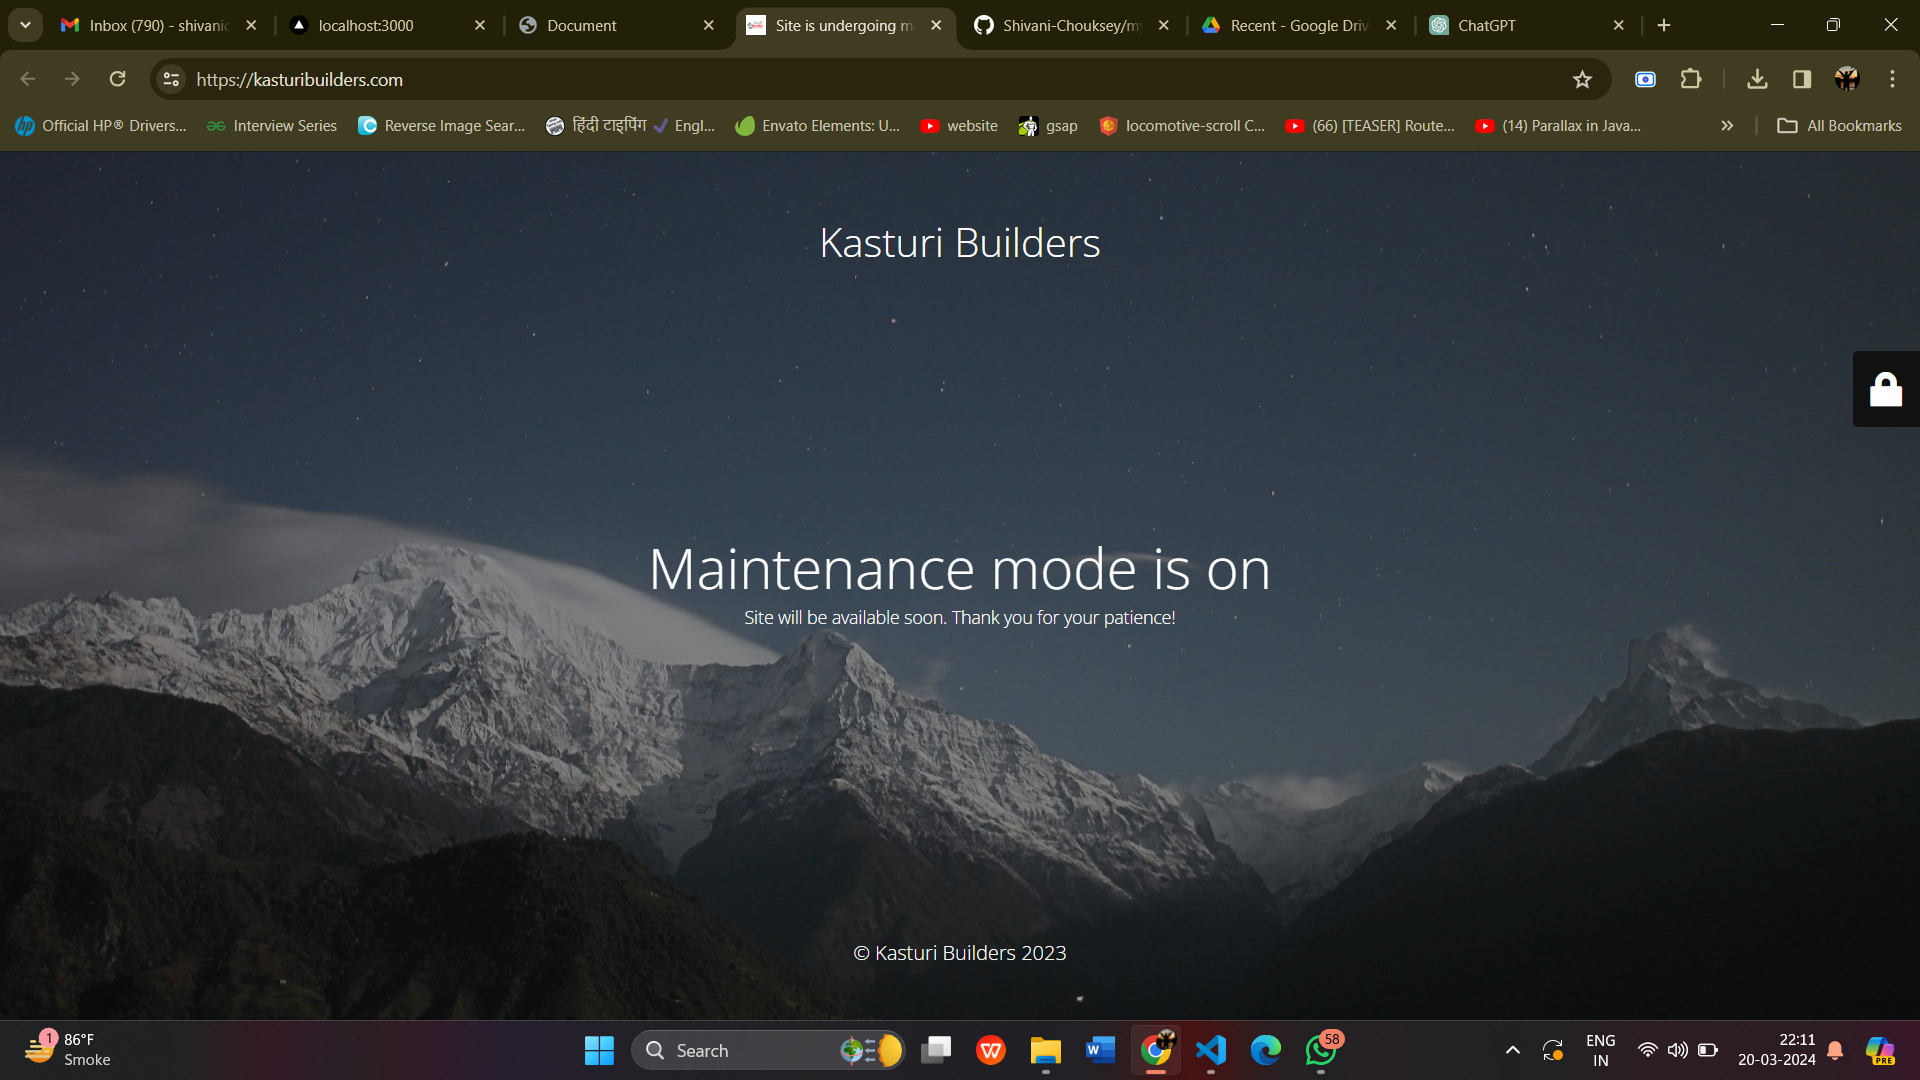 Inbox (790) - shivanic
localhost:3000
Document
Site is undergoing m
Shivani-Chouksey/my
Recent - Google Driv
ChatGPT
https://kasturibuilders.com
Official HP® Drivers...
Interview Series
Reverse Image Sear...
हिंदी टाइपिंग ✔ Engl...
Envato Elements: U...
website
gsap
locomotive-scroll C...
(66) [TEASER] Route...
(14) Parallax in Java...
All Bookmarks
Kasturi Builders
Maintenance mode is on
Site will be available soon. Thank you for your patience!
© Kasturi Builders 2023
1
86°F
Smoke
Search
58
ENG
IN
22:11
20-03-2024
PRE